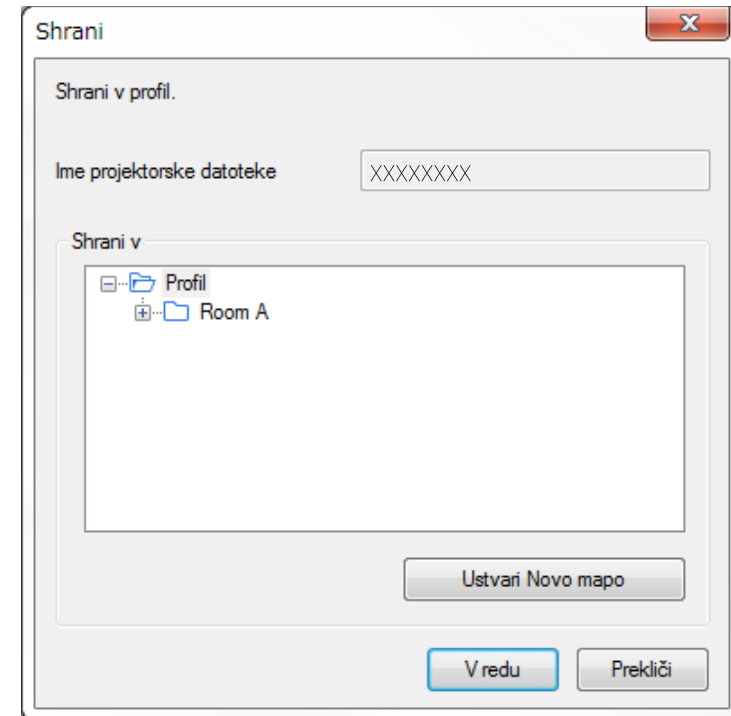 Shrani
Shrani v profil.
Ime projektorske datoteke XXXXXXXX
Shrani v
Profil
Room A
Ustvari Novo mapo
V redu Prekliči